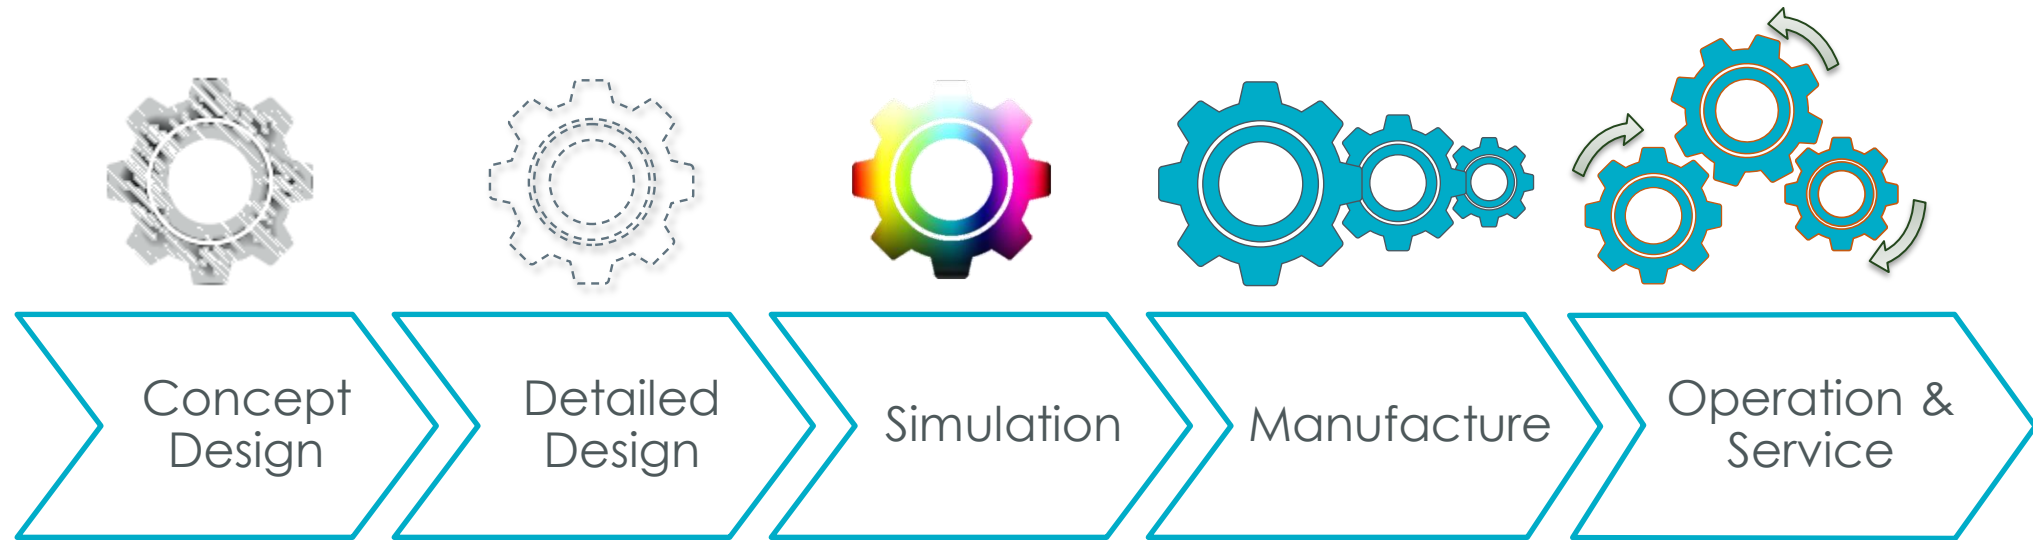 Concept
Design
Detailed
Design
Simulation
Manufacture
Operation &
Service